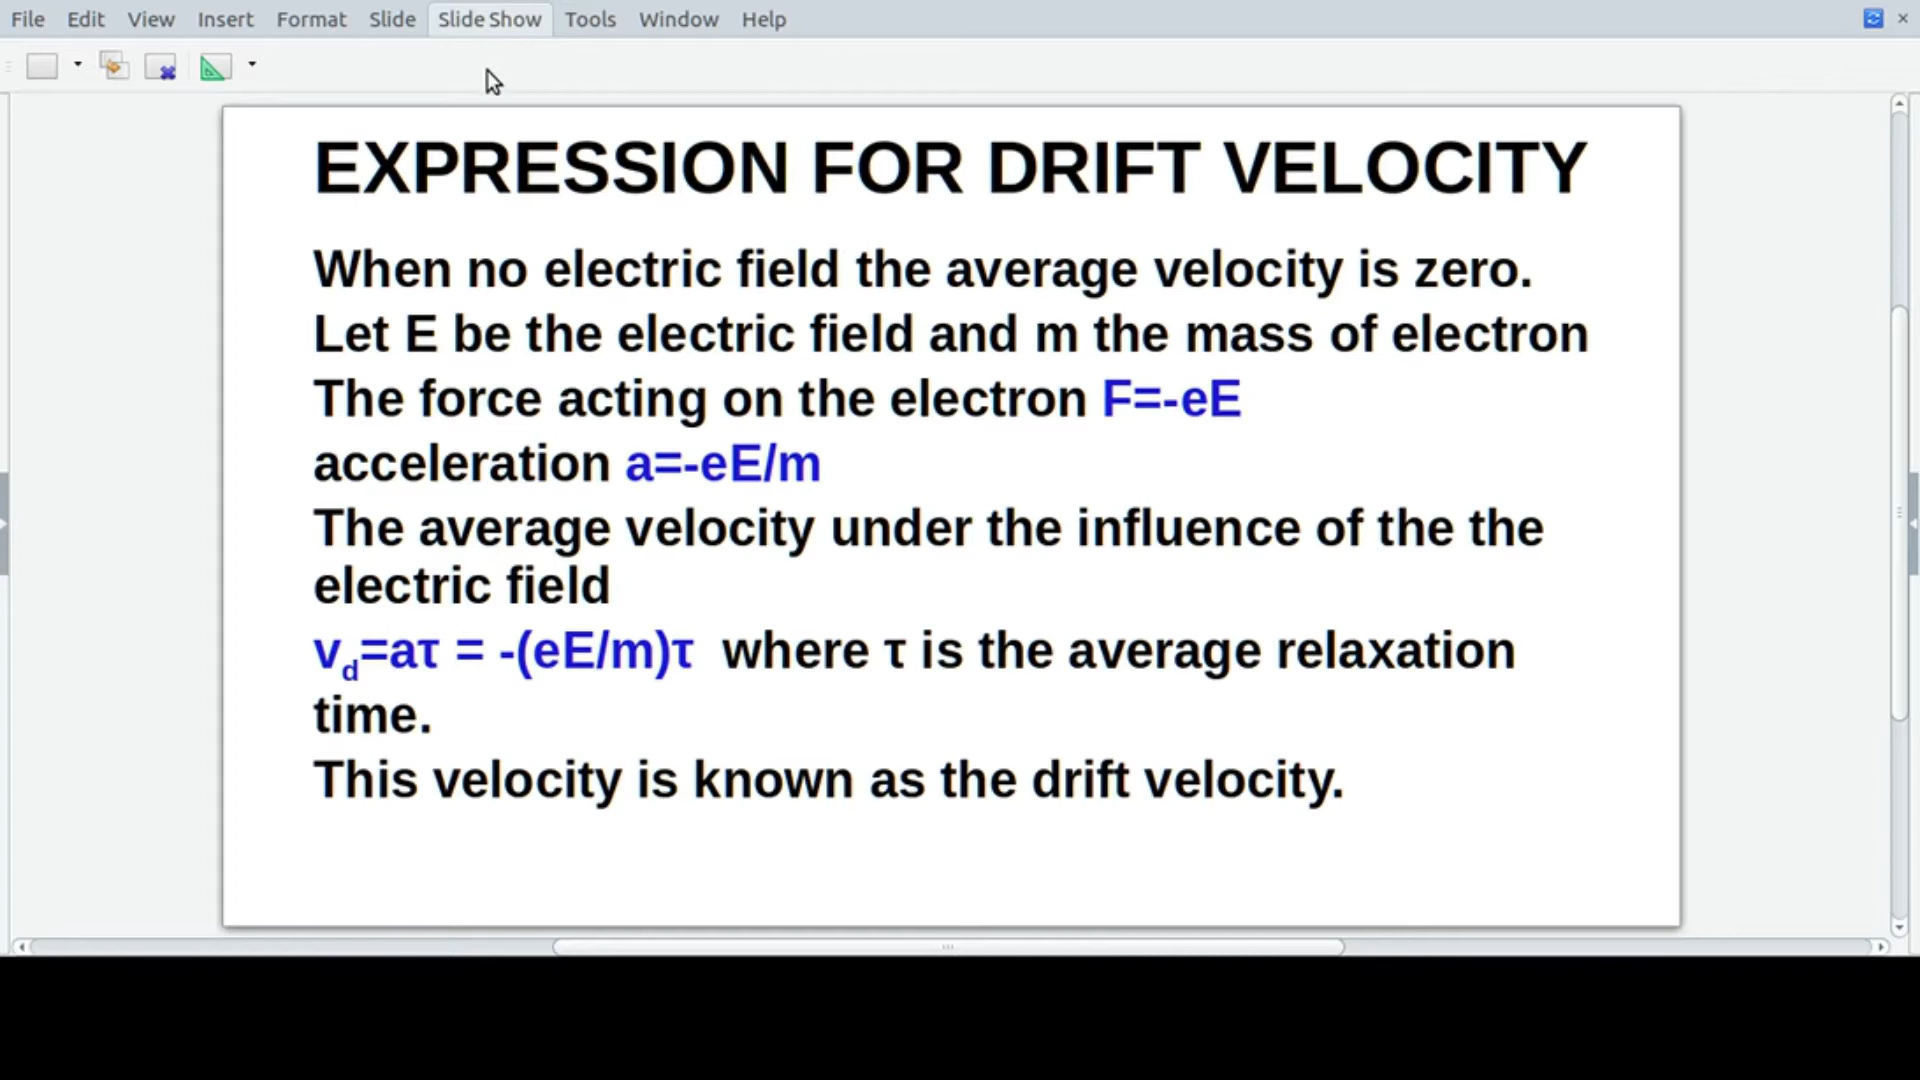 File Edit View Insert Format Slide Slide Show Tools Window Help
EXPRESSION FOR DRIFT VELOCITY
When no electric field the average velocity is zero.
Let E be the electric field and m the mass of electron
The force acting on the electron F=-eE
acceleration a=-eE/m
The average velocity under the influence of the the
electric field
vd=aτ = -(eE/m)τ where τ is the average relaxation
time.
This velocity is known as the drift velocity.